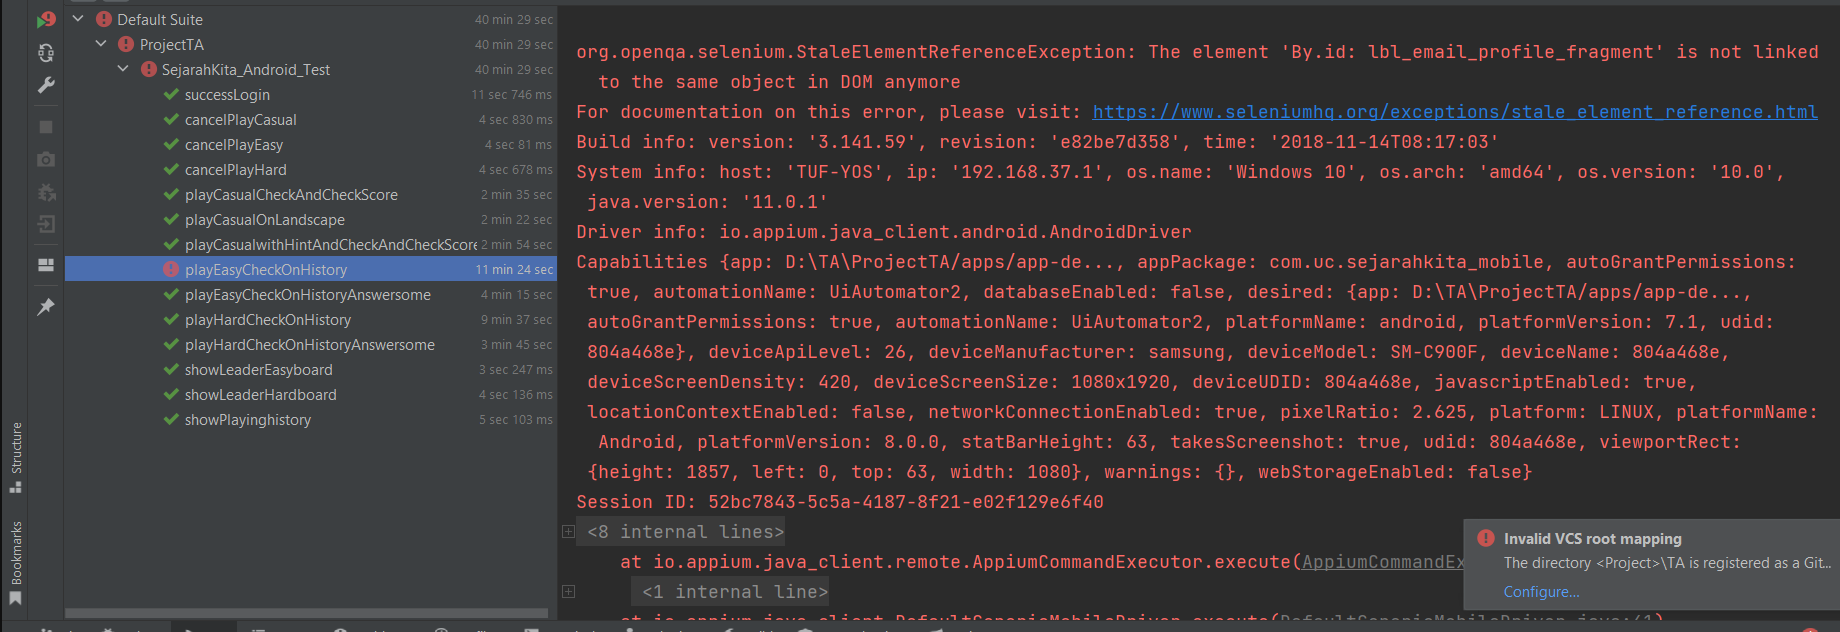 Default Suite 40 min 29 sec
ProjectTA 40 min 29 sec
SejarahKita_Android_Test 40 min 29 sec
successLogin 11 sec 746 ms
cancelPlayCasual 4 sec 830 ms
cancelPlayEasy 4 sec 81 ms
cancelPlayHard 4 sec 678 ms
playCasualCheckAndCheckScore 2 min 35 sec
playCasualOnLandscape 2 min 22 sec
playCasualwithHintAndCheckAndCheckScore 2 min 54 sec
playEasyCheckOnHistory 11 min 24 sec
playEasyCheckOnHistoryAnswersome 4 min 15 sec
playHardCheckOnHistory 9 min 37 sec
playHardCheckOnHistoryAnswersome 3 min 45 sec
showLeaderEasyboard 3 sec 247 ms
showLeaderHardboard 4 sec 136 ms
showPlayinghistory 5 sec 103 ms
Structure
Bookmarks
org.openqa.selenium.StaleElementReferenceException: The element 'By.id: lbl_email_profile_fragment' is not linked
to the same object in DOM anymore
For documentation on this error, please visit: https://www.seleniumhq.org/exceptions/stale_element_reference.html
Build info: version: '3.141.59', revision: 'e82be7d358', time: '2018-11-14T08:17:03'
System info: host: 'TUF-YOS', ip: '192.168.37.1', os.name: 'Windows 10', os.arch: 'amd64', os.version: '10.0',
java.version: '11.0.1'
Driver info: io.appium.java_client.android.AndroidDriver
Capabilities {app: D:\TA\ProjectTA/apps/app-de..., appPackage: com.uc.sejarahkita_mobile, autoGrantPermissions:
true, automationName: UiAutomator2, databaseEnabled: false, desired: {app: D:\TA\ProjectTA/apps/app-de...,
autoGrantPermissions: true, automationName: UiAutomator2, platformName: android, platformVersion: 7.1, udid:
804a468e}, deviceApiLevel: 26, deviceManufacturer: samsung, deviceModel: SM-C900F, deviceName: 804a468e,
deviceScreenDensity: 420, deviceScreenSize: 1080x1920, deviceUDID: 804a468e, javascriptEnabled: true,
locationContextEnabled: false, networkConnectionEnabled: true, pixelRatio: 2.625, platform: LINUX, platformName:
Android, platformVersion: 8.0.0, statBarHeight: 63, takesScreenshot: true, udid: 804a468e, viewportRect:
{height: 1857, left: 0, top: 63, width: 1080}, warnings: {}, webStorageEnabled: false}
Session ID: 52bc7843-5c5a-4187-8f21-e02f129e6f40
<8 internal lines>
at io.appium.java_client.remote.AppiumCommandExecutor.execute(AppiumCommandEx
<1 internal line>
at io.appium.java_client.DefaultGenericMobileDriver.execute(DefaultGenericMobileDriver.java:41)
Invalid VCS root mapping
The directory <Project>\TA is registered as a Git...
Configure...